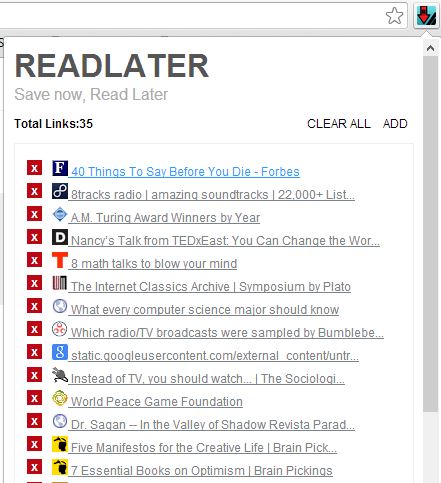 READLATER
Save now, Read Later
Total Links:35 CLEAR ALL ADD
x F 40 Things To Say Before You Die - Forbes
x 8tracks radio | amazing soundtracks | 22,000+ List...
x A.M. Turing Award Winners by Year
x D Nancy's Talk from TEDxEast: You Can Change the Wor...
x T 8 math talks to blow your mind
x The Internet Classics Archive | Symposium by Plato
x What every computer science major should know
x Which radio/TV broadcasts were sampled by Bumblebe...
x g static.googleusercontent.com/external_content/untr...
x Instead of TV, you should watch... | The Sociologi...
x World Peace Game Foundation
x Dr. Sagan -- In the Valley of Shadow Revista Parad...
x Five Manifestos for the Creative Life | Brain Pick...
x 7 Essential Books on Optimism | Brain Pickings